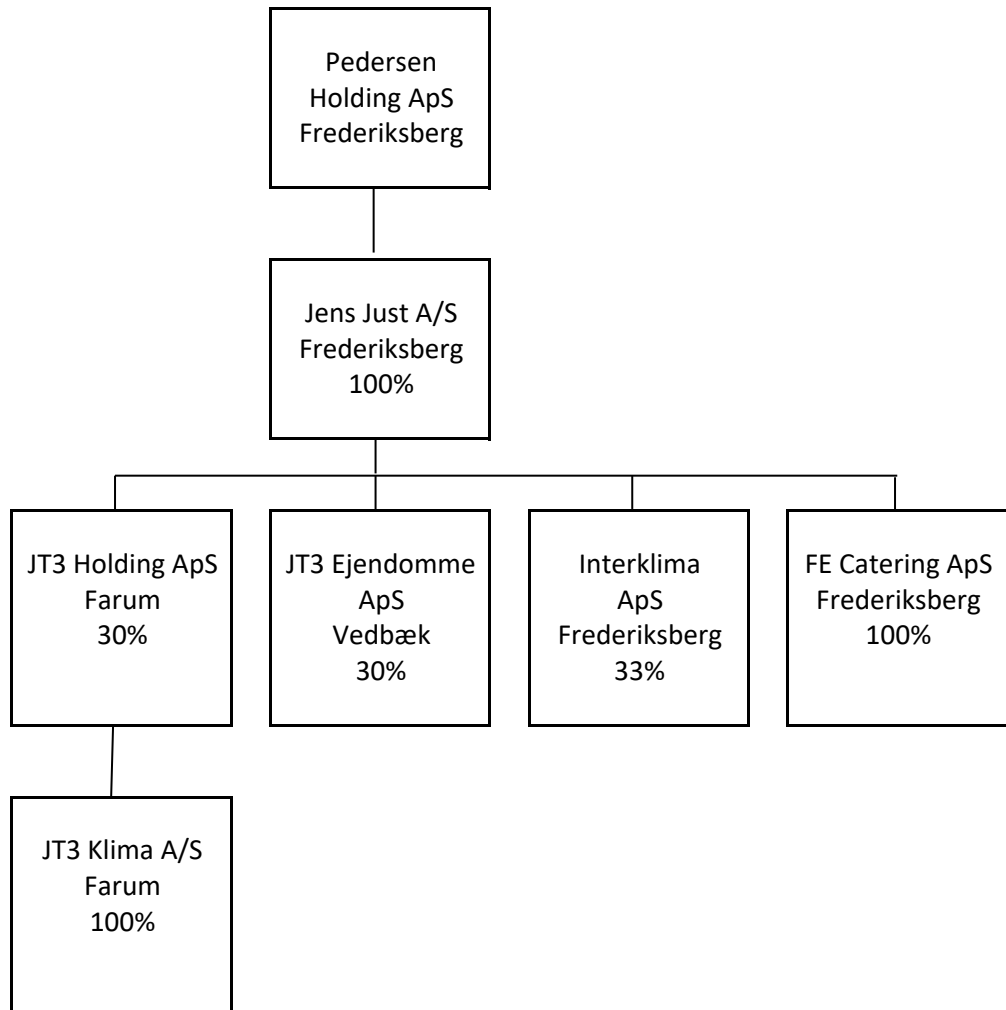 Pedersen
Holding ApS
Frederiksberg
Jens Just A/S
Frederiksberg
100%
JT3 Holding ApS
Farum
30%
JT3 Ejendomme
ApS
Vedbæk
30%
Interklima
ApS
Frederiksberg
33%
FE Catering ApS
Frederiksberg
100%
JT3 Klima A/S
Farum
100%